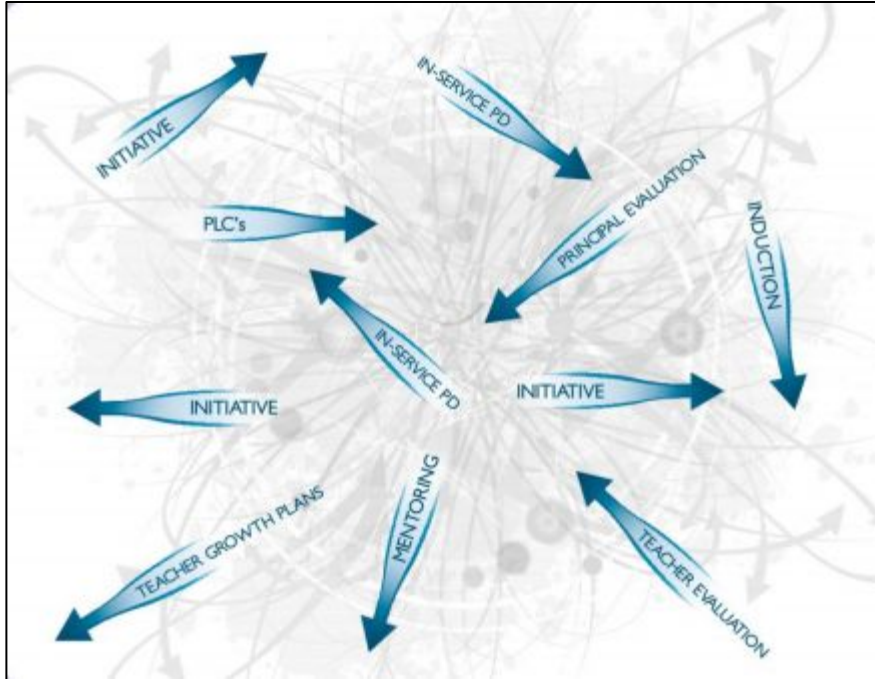 INITIATIVE
IN-SERVICE PD
PRINCIPAL EVALUATION
PLC's
INDUCTION
IN-SERVICE PD
INITIATIVE
INITIATIVE
TEACHER GROWTH PLANS
MENTORING
TEACHER EVALUATION